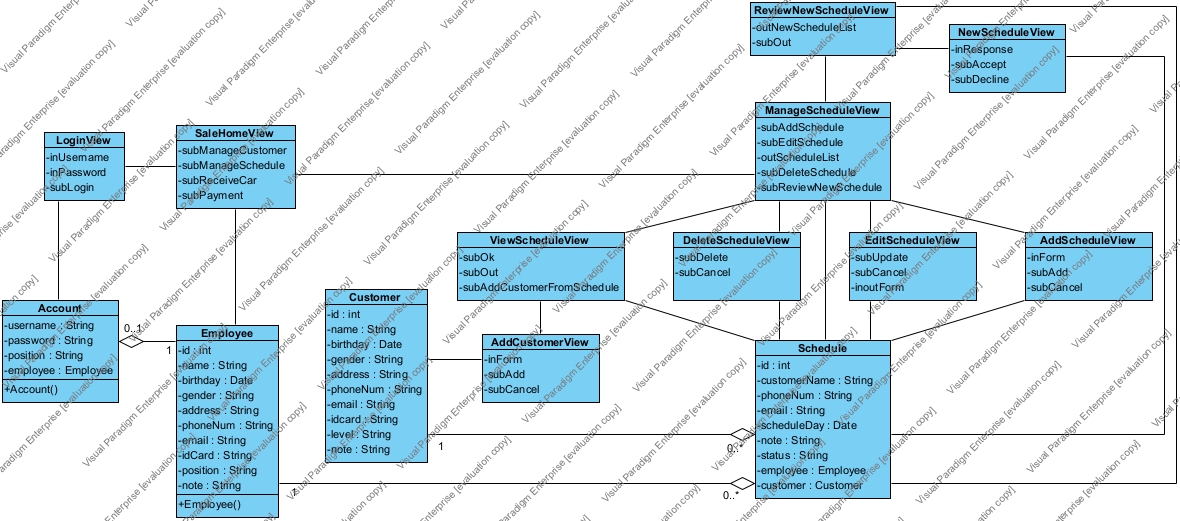 ReviewNewScheduleView
-outNewScheduleList
-subOut
NewScheduleView
-inResponse
-subAccept
-subDecline
ManageScheduleView
-subAddSchedule
-subEditSchedule
-outScheduleList
-subDeleteSchedule
-subReviewNewSchedule
LoginView
-inUsername
-inPassword
-subLogin
SaleHomeView
-subManageCustomer
-subManageSchedule
-subReceiveCar
-subPayment
ViewScheduleView
-subOk
-subOut
-subAddCustomerFromSchedule
DeleteScheduleView
-subDelete
-subCancel
EditScheduleView
-subUpdate
-subCancel
-inoutForm
AddScheduleView
-inForm
-subAdd
-subCancel
Account
-username : String
-password : String
-position : String
-employee : Employee
+Account()
0..1
1
Employee
-id : int
-name : String
-birthday : Date
-gender : String
-address : String
-phoneNum : String
-email : String
-idCard : String
-position : String
-note : String
+Employee()
Customer
-id : int
-name : String
-birthday : Date
-gender : String
-address : String
-phoneNum : String
-email : String
-idcard : String
-level : String
-note : String
AddCustomerView
-inForm
-subAdd
-subCancel
Schedule
-id : int
-customerName : String
-phoneNum : String
-email : String
-scheduleDay : Date
-note : String
-status : String
-employee : Employee
-customer : Customer
1
0..*
1
0..*
Visual Paradigm Enterprise [evaluation copy]